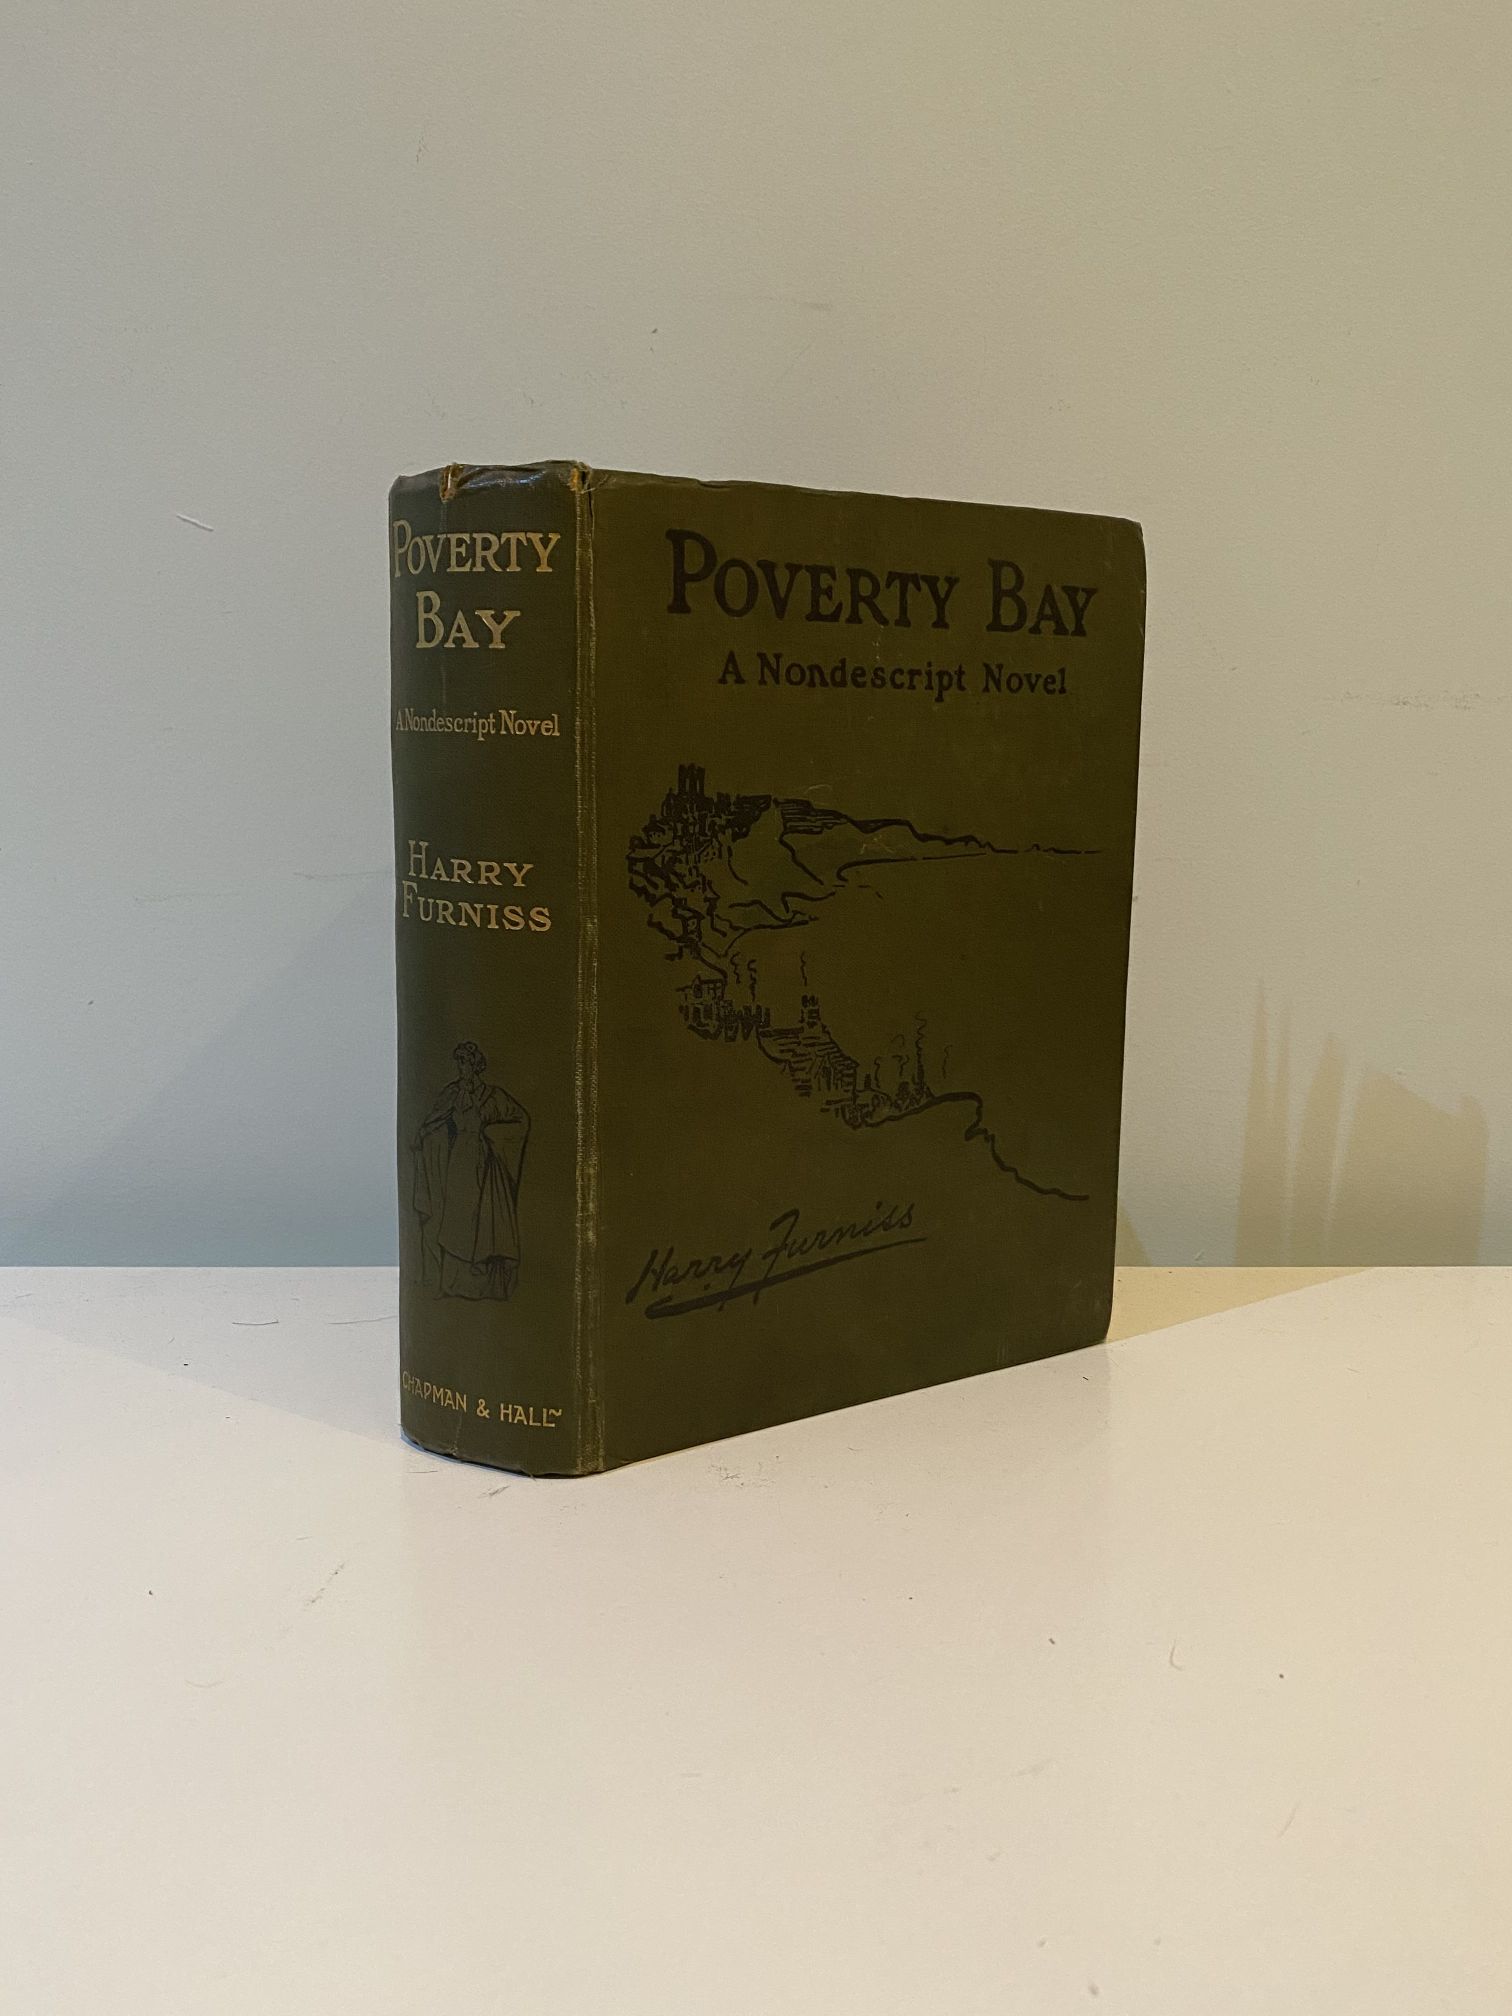 POVERTY
BAY
A Nondescript Novel
HARRY
FURNISS
CHAPMAN & HALL
POVERTY BAY
A Nondescript Novel
Harry Furniss